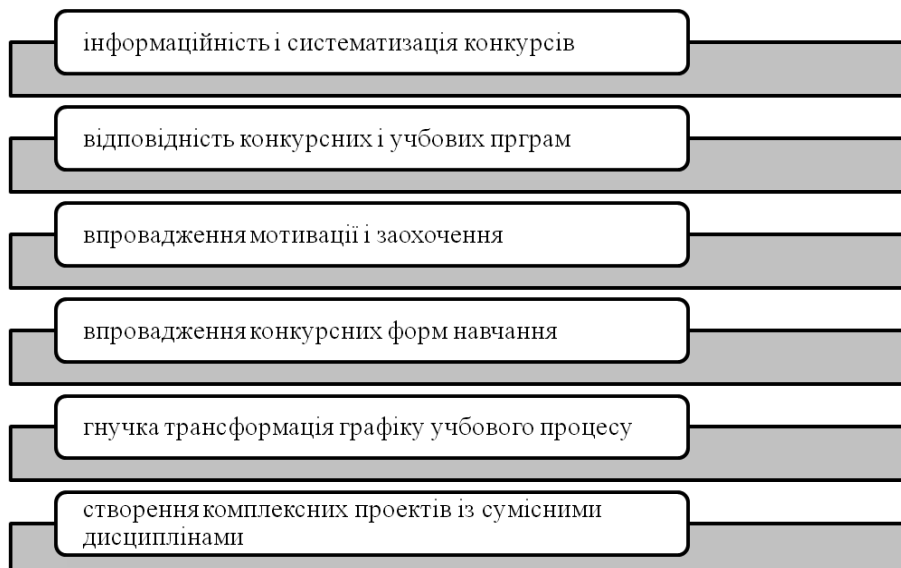 інформаційність і систематизація конкурсів
відповідність конкурсних і учбових прграм
впровадження мотивації і заохочення
впровадження конкурсних форм навчання
гнучка трансформація графіку учбового процесу
створення комплексних проектів із сумісними
дисциплінами